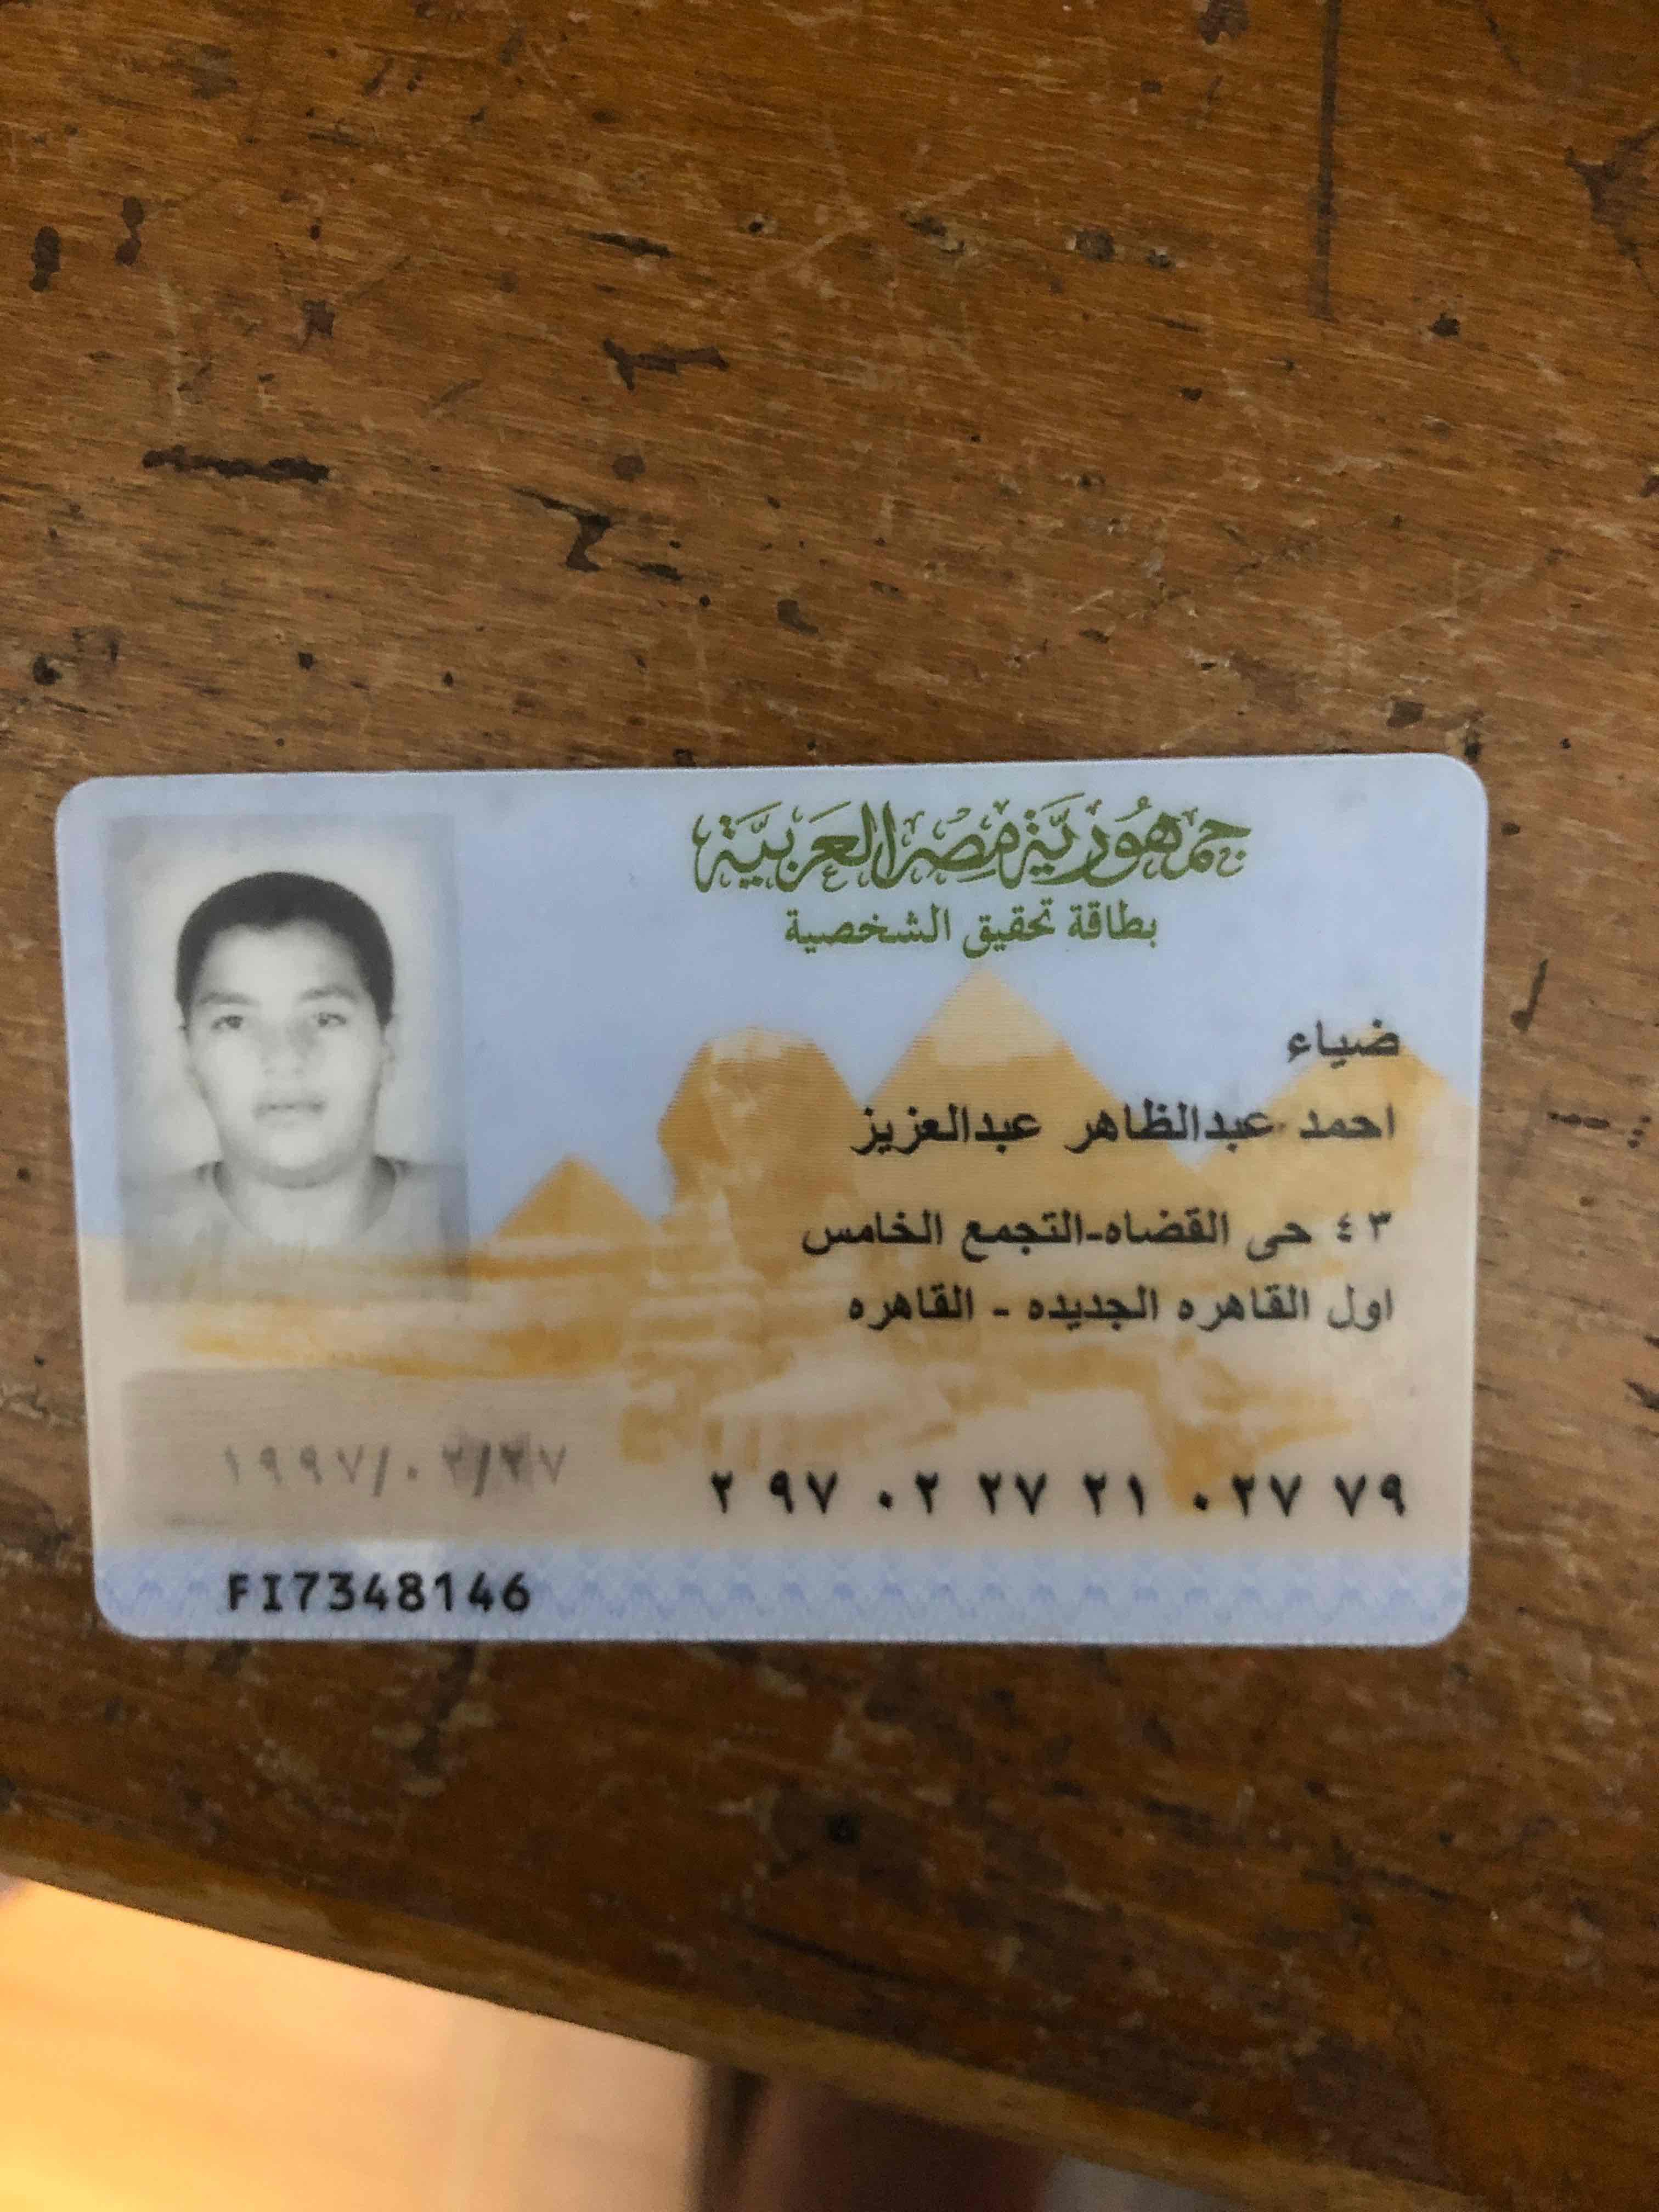 جمهورية مصر العربية
بطاقة تحقيق الشخصية
ضياء
احمد عبدالظاهر عبدالعزيز
٤٣ حى القضاه-التجمع الخامس
اول القاهره الجديده - القاهره
١٩٩٧/٠٢/٢٧
٢ ٩٧ ٠٢ ٢٧ ٢١ ٠٢٧ ٧٩
FI7348146